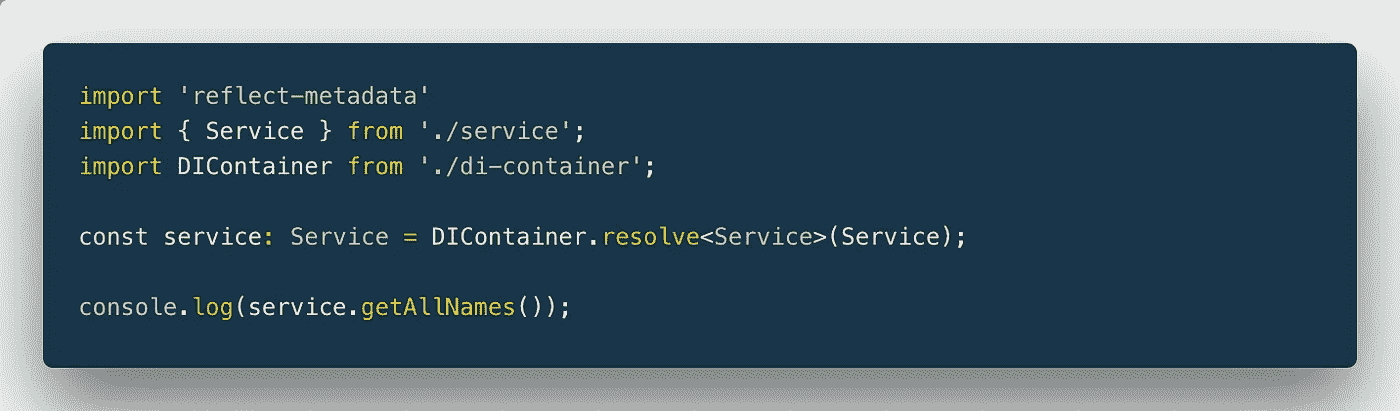 import 'reflect-metadata'
import { Service } from './service';
import DIContainer from './di-container';
const service: Service = DIContainer.resolve<Service>(Service);
console.log(service.getAllNames());